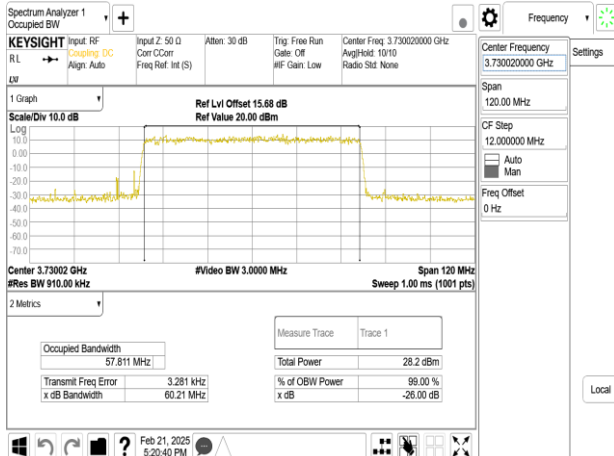 Spectrum Analyzer 1
Occupied BW
Frequency
KEYSIGHT
RL
LXI
Input: RF
Coupling: DC
Align: Auto
Input Z: 50 Ω
Corr CCorr
Freq Ref: Int (S)
Atten: 30 dB
Trig: Free Run
Gate: Off
#IF Gain: Low
Center Freq: 3.730020000 GHz
Avg|Hold: 10/10
Radio Std: None
Center Frequency
3.730020000 GHz
Settings
Span
120.00 MHz
CF Step
12.000000 MHz
Auto
Man
Freq Offset
0 Hz
Local
1 Graph
Scale/Div 10.0 dB
Ref Lvl Offset 15.68 dB
Ref Value 20.00 dBm
Log
10.0
0.00
-10.0
-20.0
-30.0
-40.0
-50.0
-60.0
-70.0
Center 3.73002 GHz
#Video BW 3.0000 MHz
Span 120 MHz
#Res BW 910.00 kHz
Sweep 1.00 ms (1001 pts)
2 Metrics
Measure Trace
Trace 1
Occupied Bandwidth
57.811 MHz
Total Power
28.2 dBm
Transmit Freq Error
3.281 kHz
% of OBW Power
99.00 %
x dB Bandwidth
60.21 MHz
x dB
-26.00 dB
Feb 21, 2025
5:20:40 PM